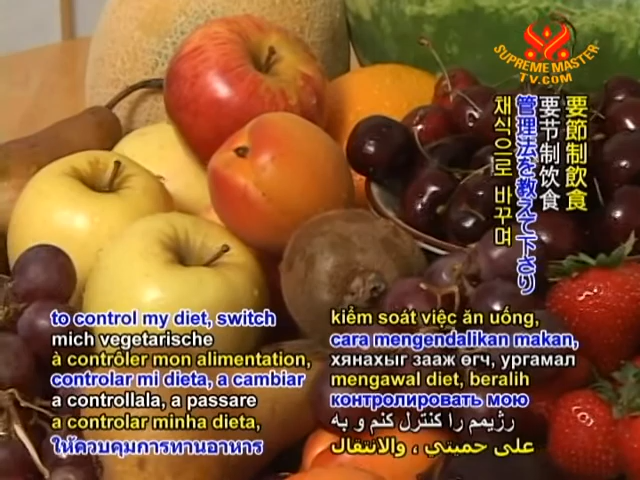 SUPREME MASTER
TV.COM
要節制飲食
要节制饮食
管理法を教えて下さり
채식으로 바꾸며
to control my diet, switch
mich vegetarische
à contrôler mon alimentation,
controlar mi dieta, a cambiar
a controllala, a passare
a controlar minha dieta,
ให้ควบคุมการทานอาหาร
kiểm soát việc ăn uống,
cara mengendalikan makan,
хянахыг зааж өгч, ургамал
mengawal diet, beralih
контролировать мою
رژیمم را کنترل کنم و به
على حميتي ، والانتقال